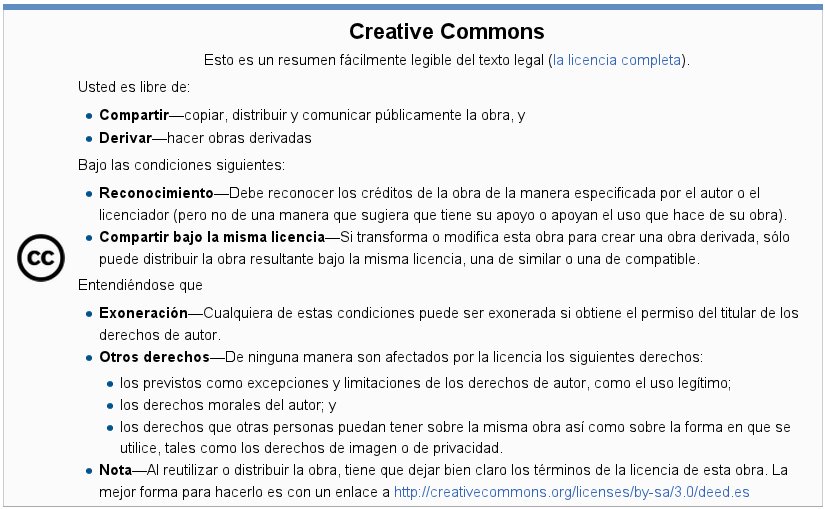 Creative Commons
Esto es un resumen fácilmente legible del texto legal (la licencia completa).
Usted es libre de:
Compartir—copiar, distribuir y comunicar públicamente la obra, y
Derivar—hacer obras derivadas
Bajo las condiciones siguientes:
Reconocimiento—Debe reconocer los créditos de la obra de la manera especificada por el autor o el
licenciador (pero no de una manera que sugiera que tiene su apoyo o apoyan el uso que hace de su obra).
Compartir bajo la misma licencia—Si transforma o modifica esta obra para crear una obra derivada, sólo
puede distribuir la obra resultante bajo la misma licencia, una de similar o una de compatible.
cc
Entendiéndose que
Exoneración—Cualquiera de estas condiciones puede ser exonerada si obtiene el permiso del titular de los
derechos de autor.
Otros derechos—De ninguna manera son afectados por la licencia los siguientes derechos:
los previstos como excepciones y limitaciones de los derechos de autor, como el uso legítimo;
los derechos morales del autor; y
los derechos que otras personas puedan tener sobre la misma obra así como sobre la forma en que se
utilice, tales como los derechos de imagen o de privacidad.
Nota—Al reutilizar o distribuir la obra, tiene que dejar bien claro los términos de la licencia de esta obra. La
mejor forma para hacerlo es con un enlace a http://creativecommons.org/licenses/by-sa/3.0/deed.es